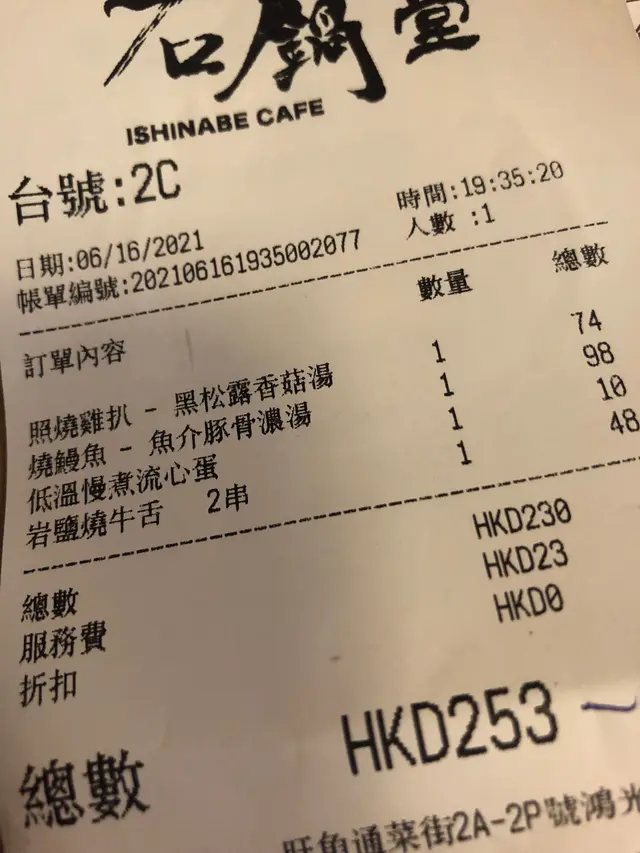 石鍋堂
ISHINABE CAFE
台號:2C
日期:06/16/2021 時間:19:35:20
帳單編號:202106161935002077 人數 :1
訂單內容 數量 總數
照燒雞扒 - 黑松露香菇湯 1 74
燒鰻魚 - 魚介豚骨濃湯 1 98
低溫慢煮流心蛋 1 10
岩鹽燒牛舌 2串 1 48
總數 HKD230
服務費 HKD23
折扣 HKD0
總數 HKD253
旺角通菜街2A-2P號鴻光